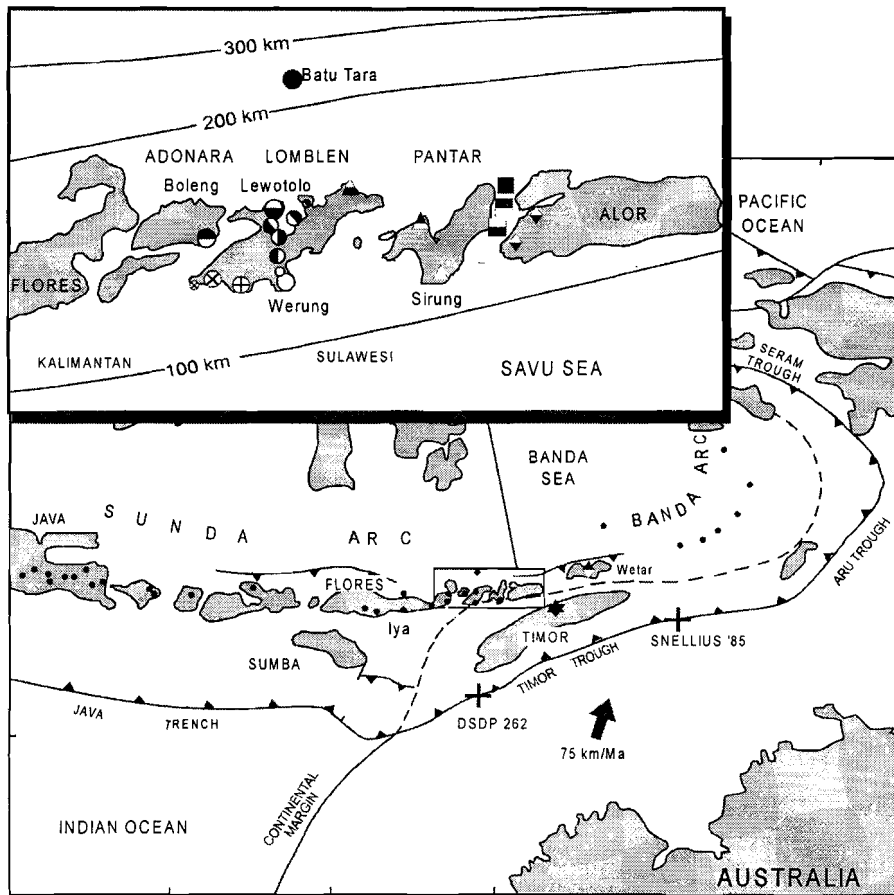 300 km
Batu Tara
200 km
ADONARA LOMBLEN PANTAR
Boleng Lewotolo
ALOR
FLORES
Werung Sirung
KALIMANTAN
100 km
SULAWESI
SAVU SEA
PACIFIC
OCEAN
SERAM
TROUGH
BANDA
SEA
BANDA ARC
JAVA
SUNDA ARC
ARU TROUGH
FLORES
Wetar
Iya
TIMOR
SNELLIUS '85
SUMBA
TIMOR TROUGH
JAVA
TRENCH
DSDP 262
75 km/Ma
CONTINENTAL
MARGIN
INDIAN OCEAN
AUSTRALIA